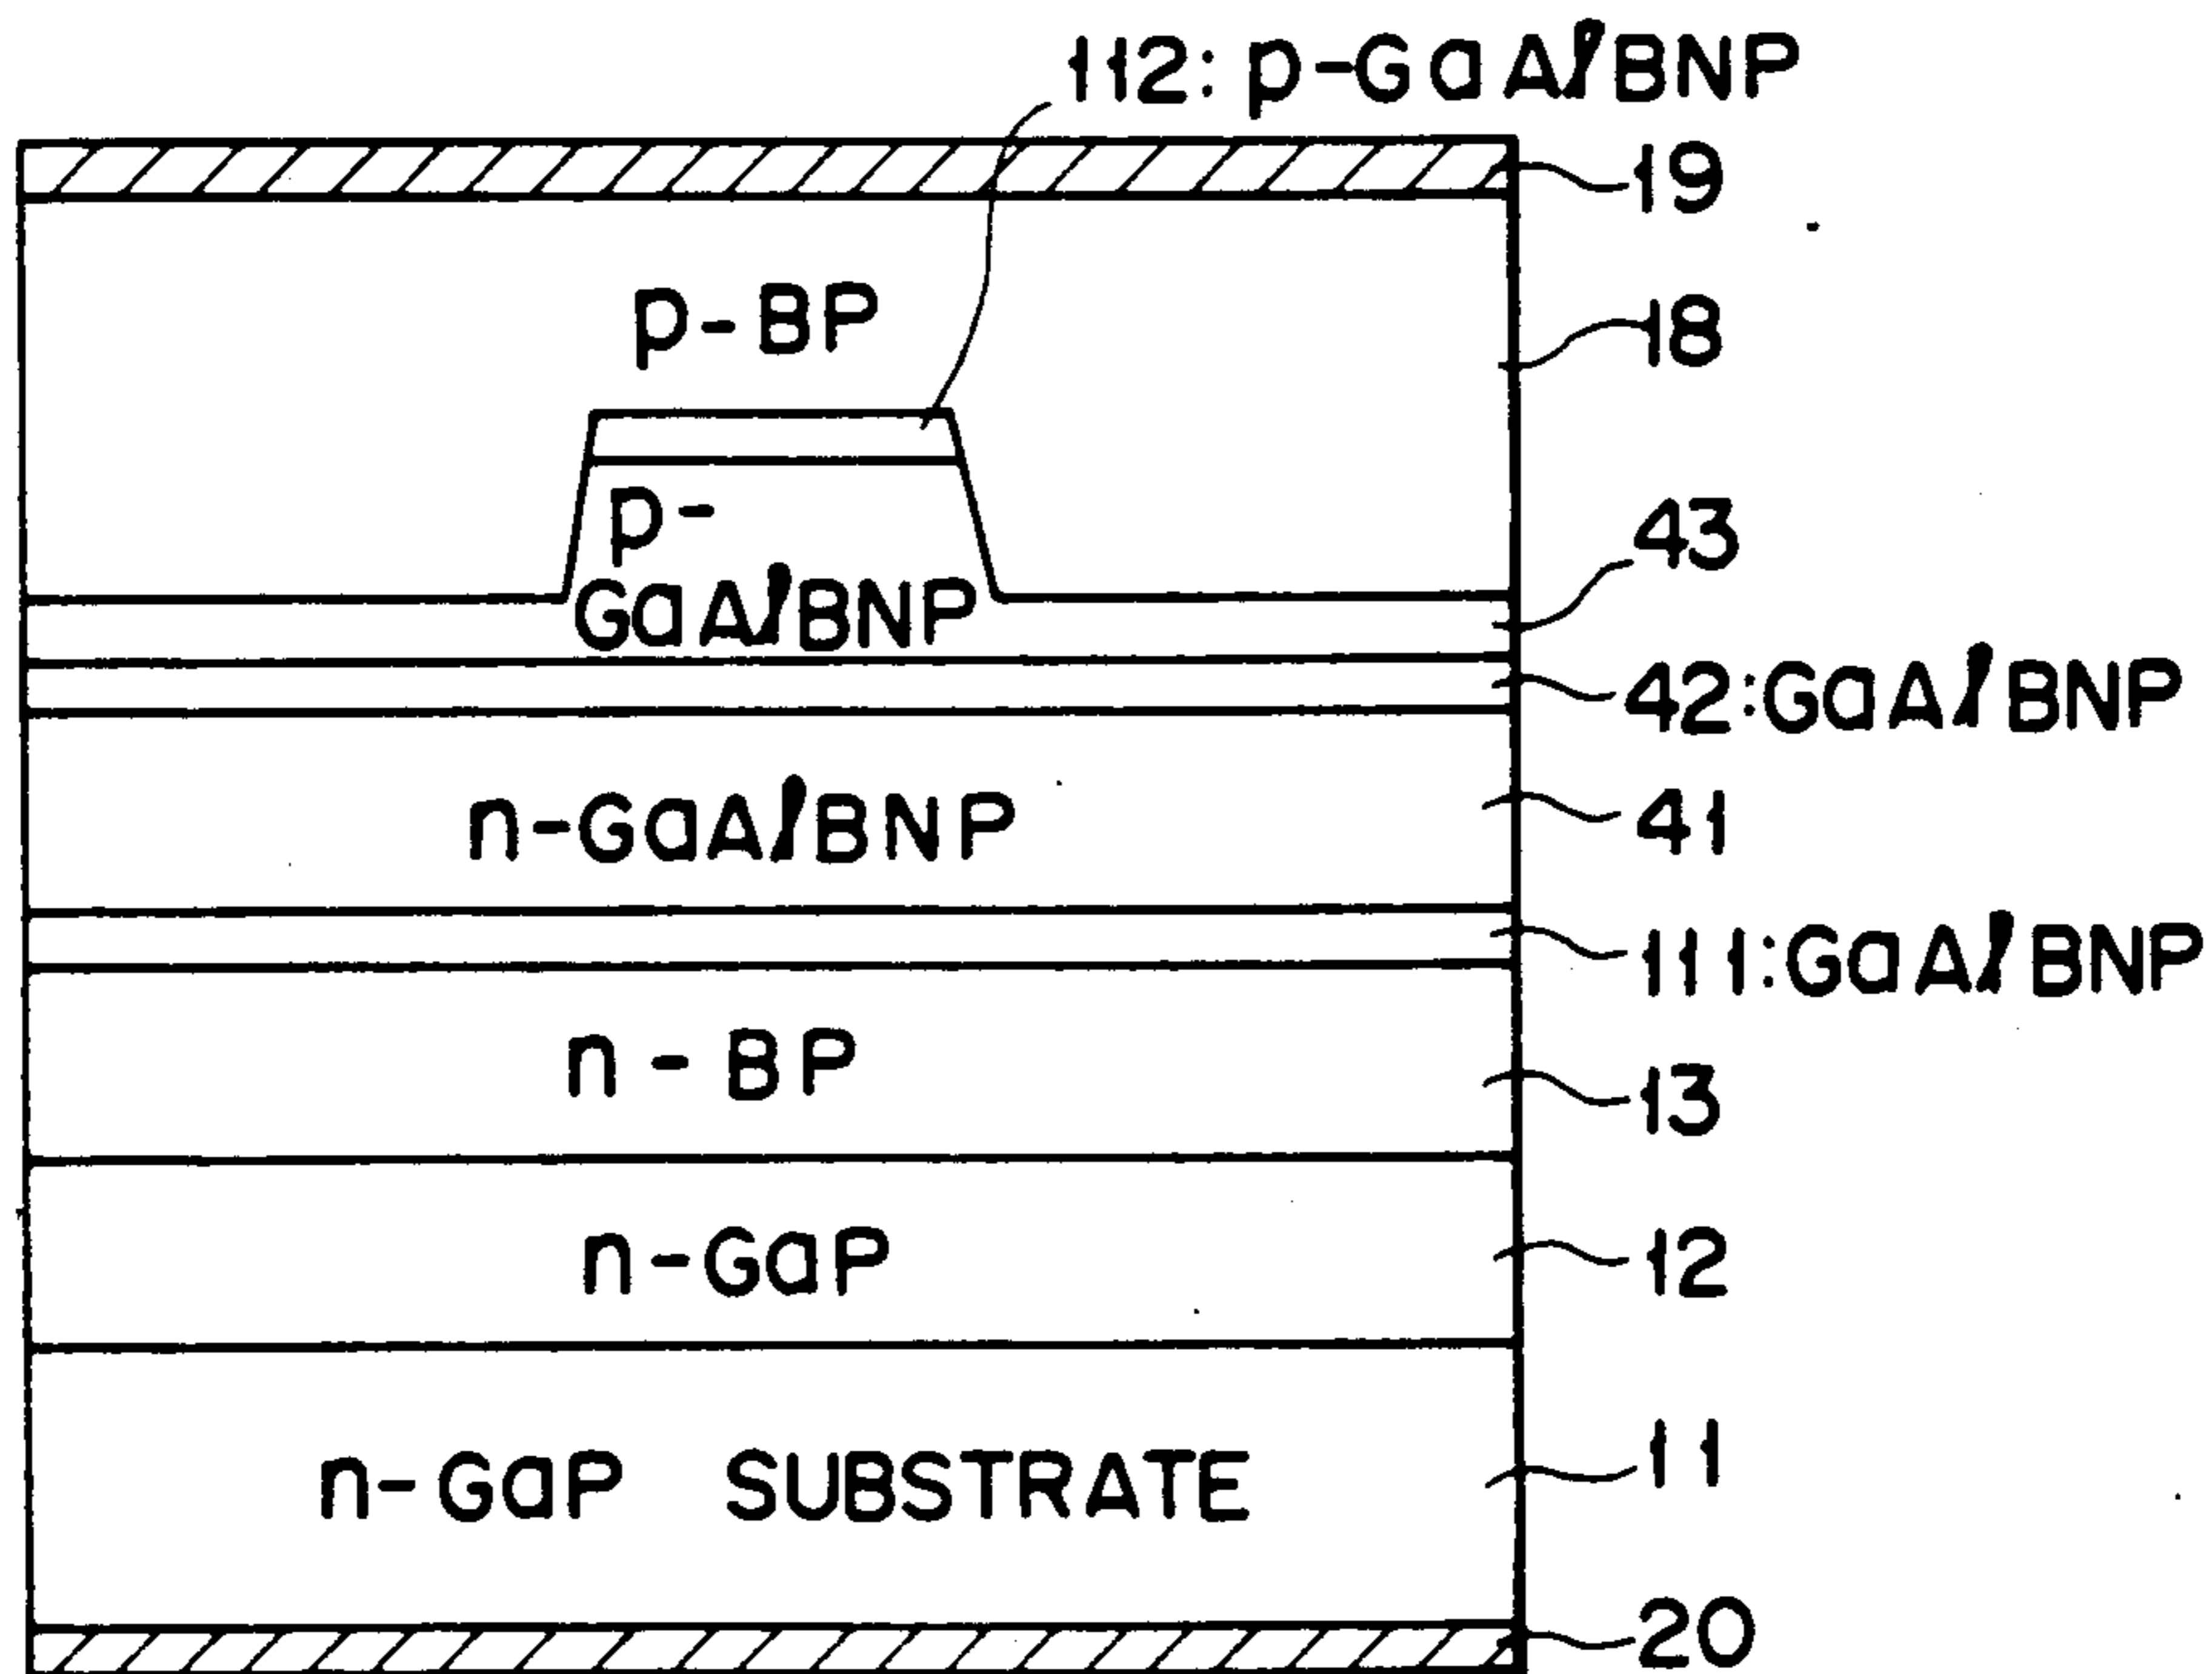 112: p-GaAlBNP
19
p-BP
18
p-
GaAlBNP
43
42:GaAlBNP
n-GaAlBNP
41
111:GaAlBNP
n-BP
13
n-GaP
12
n-GaP SUBSTRATE
11
20